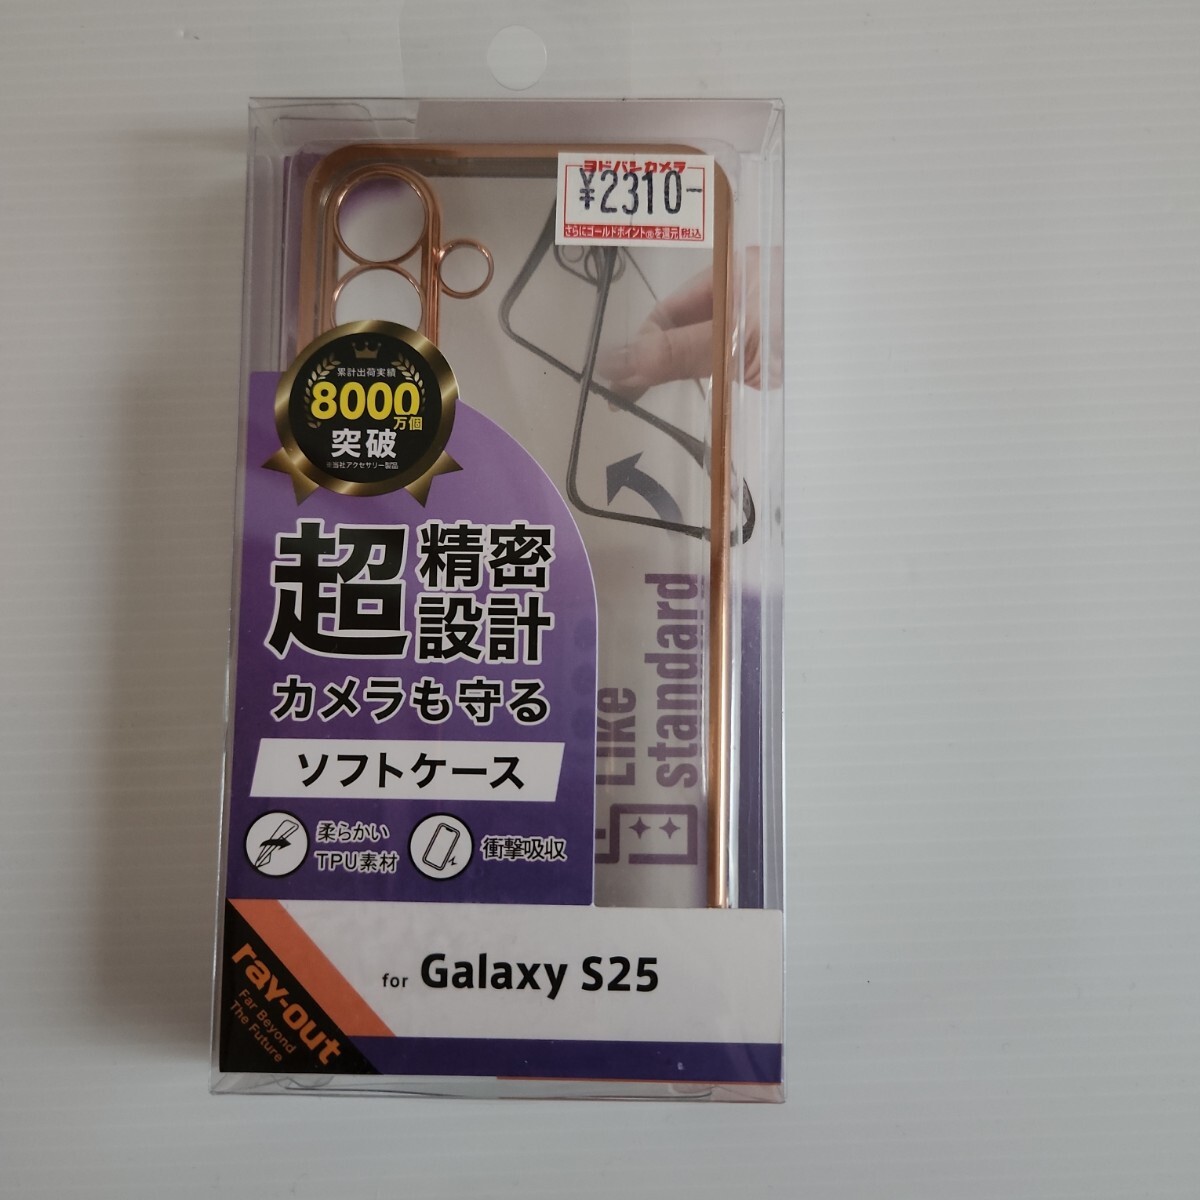 ヨドバシカメラ
¥2310-
さらにゴールドポイント(R)を還元 税込
累計出荷実績
8000
万個
突破
※当社アクセサリー製品
超精密
設計
カメラも守る
ソフトケース
柔らかい
TPU素材
衝撃吸収
Like
standard
for Galaxy S25
ray-out
Far Beyond
The Future